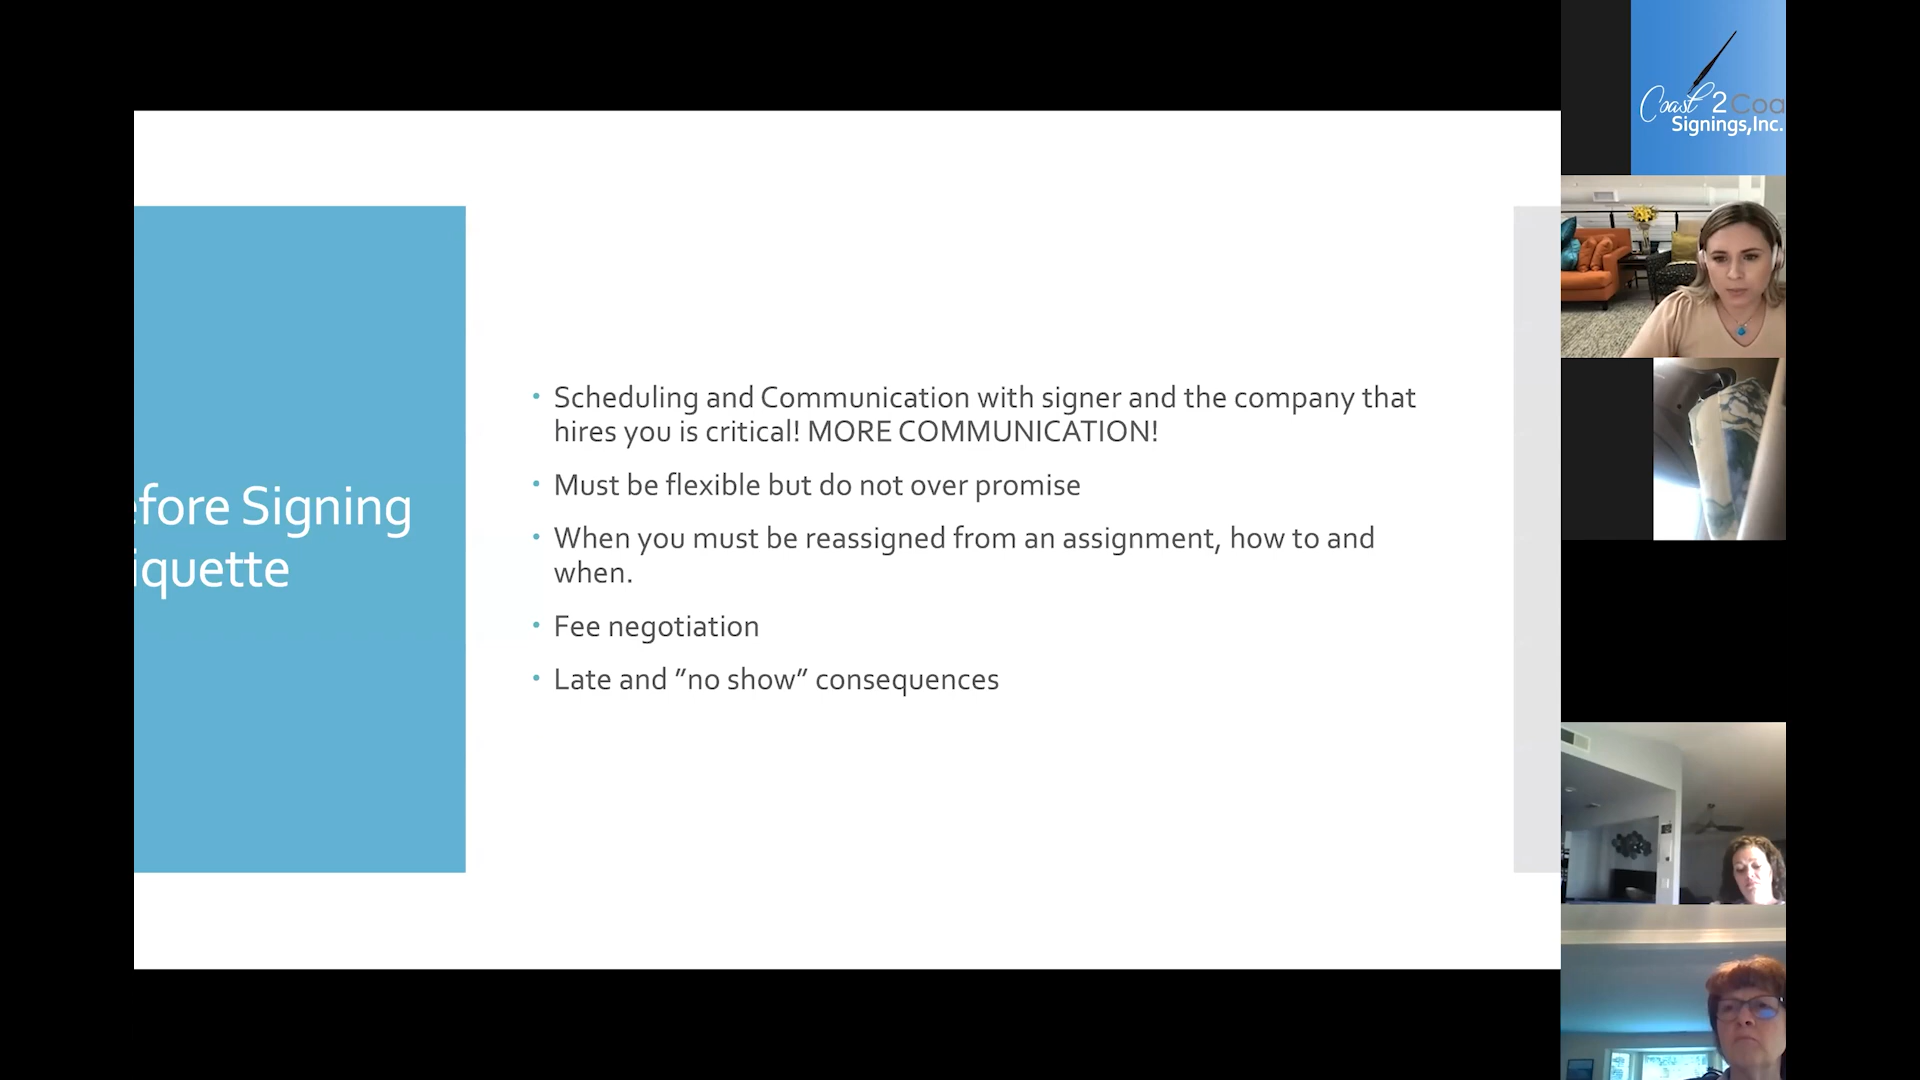 efore Signing
iquette
• Scheduling and Communication with signer and the company that
hires you is critical! MORE COMMUNICATION!
• Must be flexible but do not over promise
• When you must be reassigned from an assignment, how to and
when.
• Fee negotiation
• Late and ”no show” consequences
Coast 2 Coa
Signings,Inc.